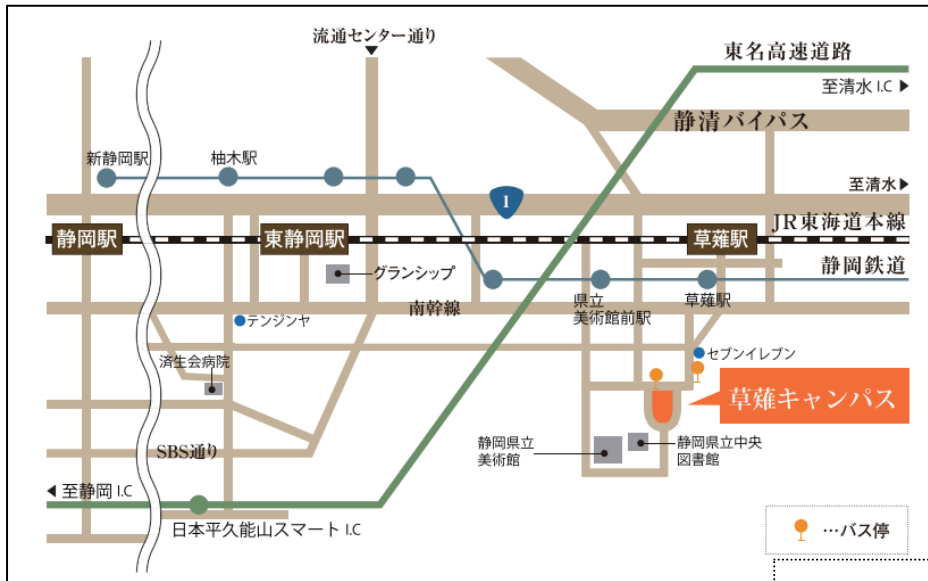 流通センター通り
東名高速道路
至清水 I.C
静清バイパス
新静岡駅
柚木駅
至清水
1
JR東海道本線
静岡駅
東静岡駅
草薙駅
静岡鉄道
グランシップ
南幹線
県立
美術館前駅
草薙駅
テンジンヤ
セブンイレブン
済生会病院
草薙キャンパス
SBS通り
静岡県立
美術館
静岡県立中央
図書館
至静岡 I.C
日本平久能山スマート I.C
…バス停